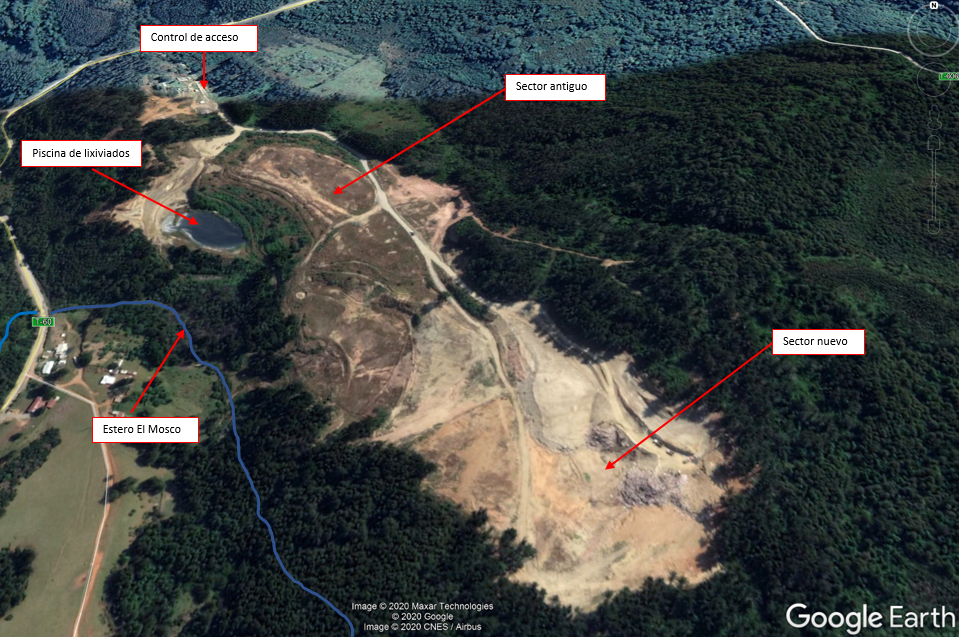 N
Control de acceso
Sector antiguo
Piscina de lixiviados
T-60
Sector nuevo
Estero El Mosco
Image © 2020 Maxar Technologies
© 2020 Google
Image © 2020 CNES / Airbus
Google Earth